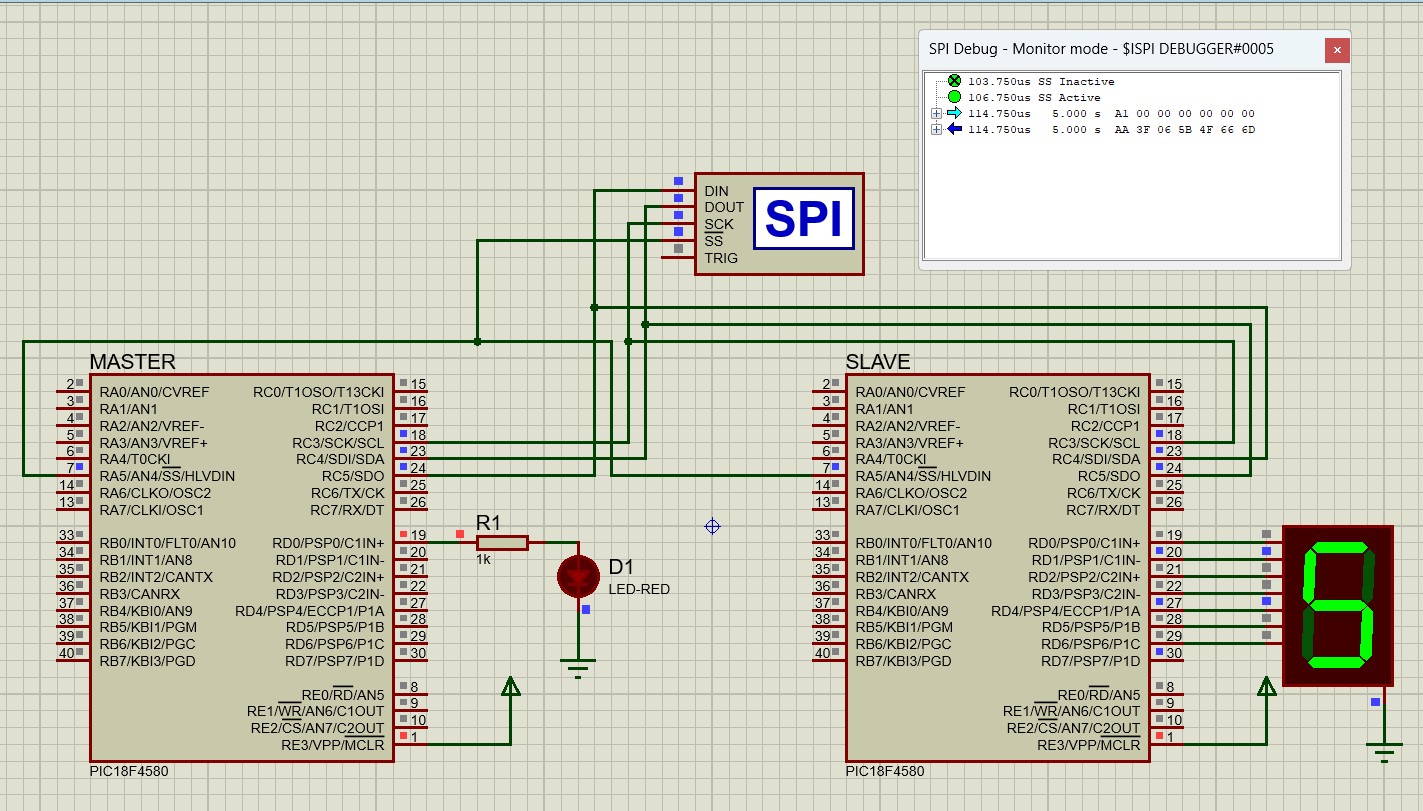 SPI Debug - Monitor mode - $ISPI DEBUGGER#0005
103.750us SS Inactive
106.750us SS Active
114.750us 5.000 s A1 00 00 00 00 00 00
114.750us 5.000 s AA 3F 06 5B 4F 66 6D
DIN
DOUT
SCK
SS
TRIG
SPI
MASTER
2 RA0/AN0/CVREF RC0/T1OSO/T13CKI 15
3 RA1/AN1 RC1/T1OSI 16
4 RA2/AN2/VREF- RC2/CCP1 17
5 RA3/AN3/VREF+ RC3/SCK/SCL 18
6 RA4/T0CKI RC4/SDI/SDA 23
7 RA5/AN4/SS/HLVDIN RC5/SDO 24
14 RA6/CLKO/OSC2 RC6/TX/CK 25
13 RA7/CLKI/OSC1 RC7/RX/DT 26
33 RB0/INT0/FLT0/AN10 RD0/PSP0/C1IN+ 19
34 RB1/INT1/AN8 RD1/PSP1/C1IN- 20
35 RB2/INT2/CANTX RD2/PSP2/C2IN+ 21
36 RB3/CANRX RD3/PSP3/C2IN- 22
37 RB4/KBI0/AN9 RD4/PSP4/ECCP1/P1A 27
38 RB5/KBI1/PGM RD5/PSP5/P1B 28
39 RB6/KBI2/PGC RD6/PSP6/P1C 29
40 RB7/KBI3/PGD RD7/PSP7/P1D 30
RE0/RD/AN5 8
RE1/WR/AN6/C1OUT 9
RE2/CS/AN7/C2OUT 10
RE3/VPP/MCLR 1
PIC18F4580
R1
1k
D1
LED-RED
SLAVE
2 RA0/AN0/CVREF RC0/T1OSO/T13CKI 15
3 RA1/AN1 RC1/T1OSI 16
4 RA2/AN2/VREF- RC2/CCP1 17
5 RA3/AN3/VREF+ RC3/SCK/SCL 18
6 RA4/T0CKI RC4/SDI/SDA 23
7 RA5/AN4/SS/HLVDIN RC5/SDO 24
14 RA6/CLKO/OSC2 RC6/TX/CK 25
13 RA7/CLKI/OSC1 RC7/RX/DT 26
33 RB0/INT0/FLT0/AN10 RD0/PSP0/C1IN+ 19
34 RB1/INT1/AN8 RD1/PSP1/C1IN- 20
35 RB2/INT2/CANTX RD2/PSP2/C2IN+ 21
36 RB3/CANRX RD3/PSP3/C2IN- 22
37 RB4/KBI0/AN9 RD4/PSP4/ECCP1/P1A 27
38 RB5/KBI1/PGM RD5/PSP5/P1B 28
39 RB6/KBI2/PGC RD6/PSP6/P1C 29
40 RB7/KBI3/PGD RD7/PSP7/P1D 30
RE0/RD/AN5 8
RE1/WR/AN6/C1OUT 9
RE2/CS/AN7/C2OUT 10
RE3/VPP/MCLR 1
PIC18F4580
5